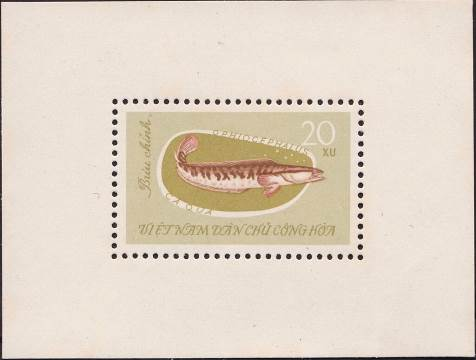 OPHIOCEPHALUS
20
XU
Bưu chính
CÁ QUẢ
VIỆT NAM DÂN CHỦ CỘNG HÒA